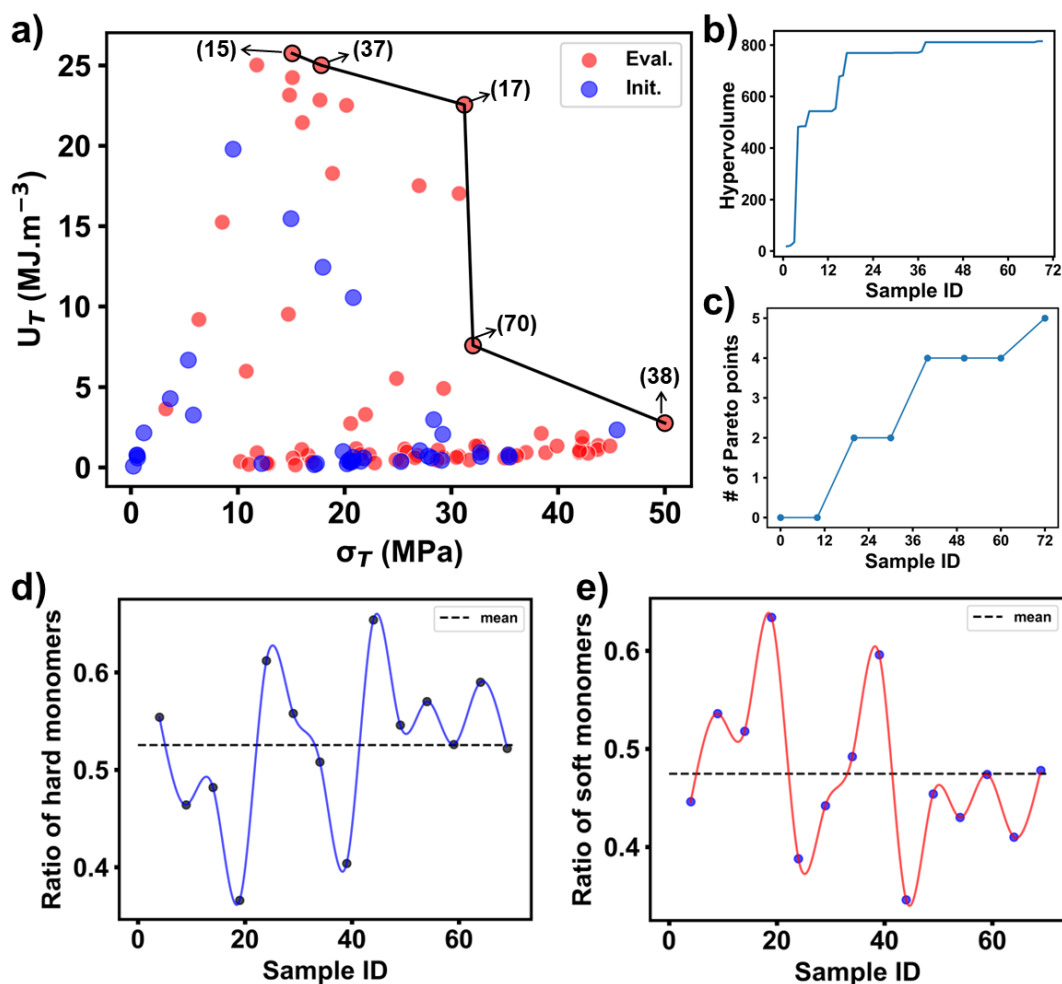 a)
(15)
(37)
(17)
(70)
(38)
Eval.
Init.
25
20
15
10
5
0
U_T (MJ.m⁻³)
0 10 20 30 40 50
σ_T (MPa)
b)
800
600
400
200
0
Hypervolume
0 12 24 36 48 60 72
Sample ID
c)
5
4
3
2
1
0
# of Pareto points
0 12 24 36 48 60 72
Sample ID
d)
mean
0.6
0.5
0.4
Ratio of hard monomers
0 20 40 60
Sample ID
e)
mean
0.6
0.5
0.4
Ratio of soft monomers
0 20 40 60
Sample ID